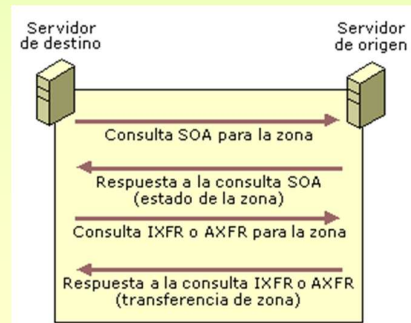 Servidor
de destino
Servidor
de origen
Consulta SOA para la zona
Respuesta a la consulta SOA
(estado de la zona)
Consulta IXFR o AXFR para la zona
Respuesta a la consulta IXFR o AXFR
(transferencia de zona)